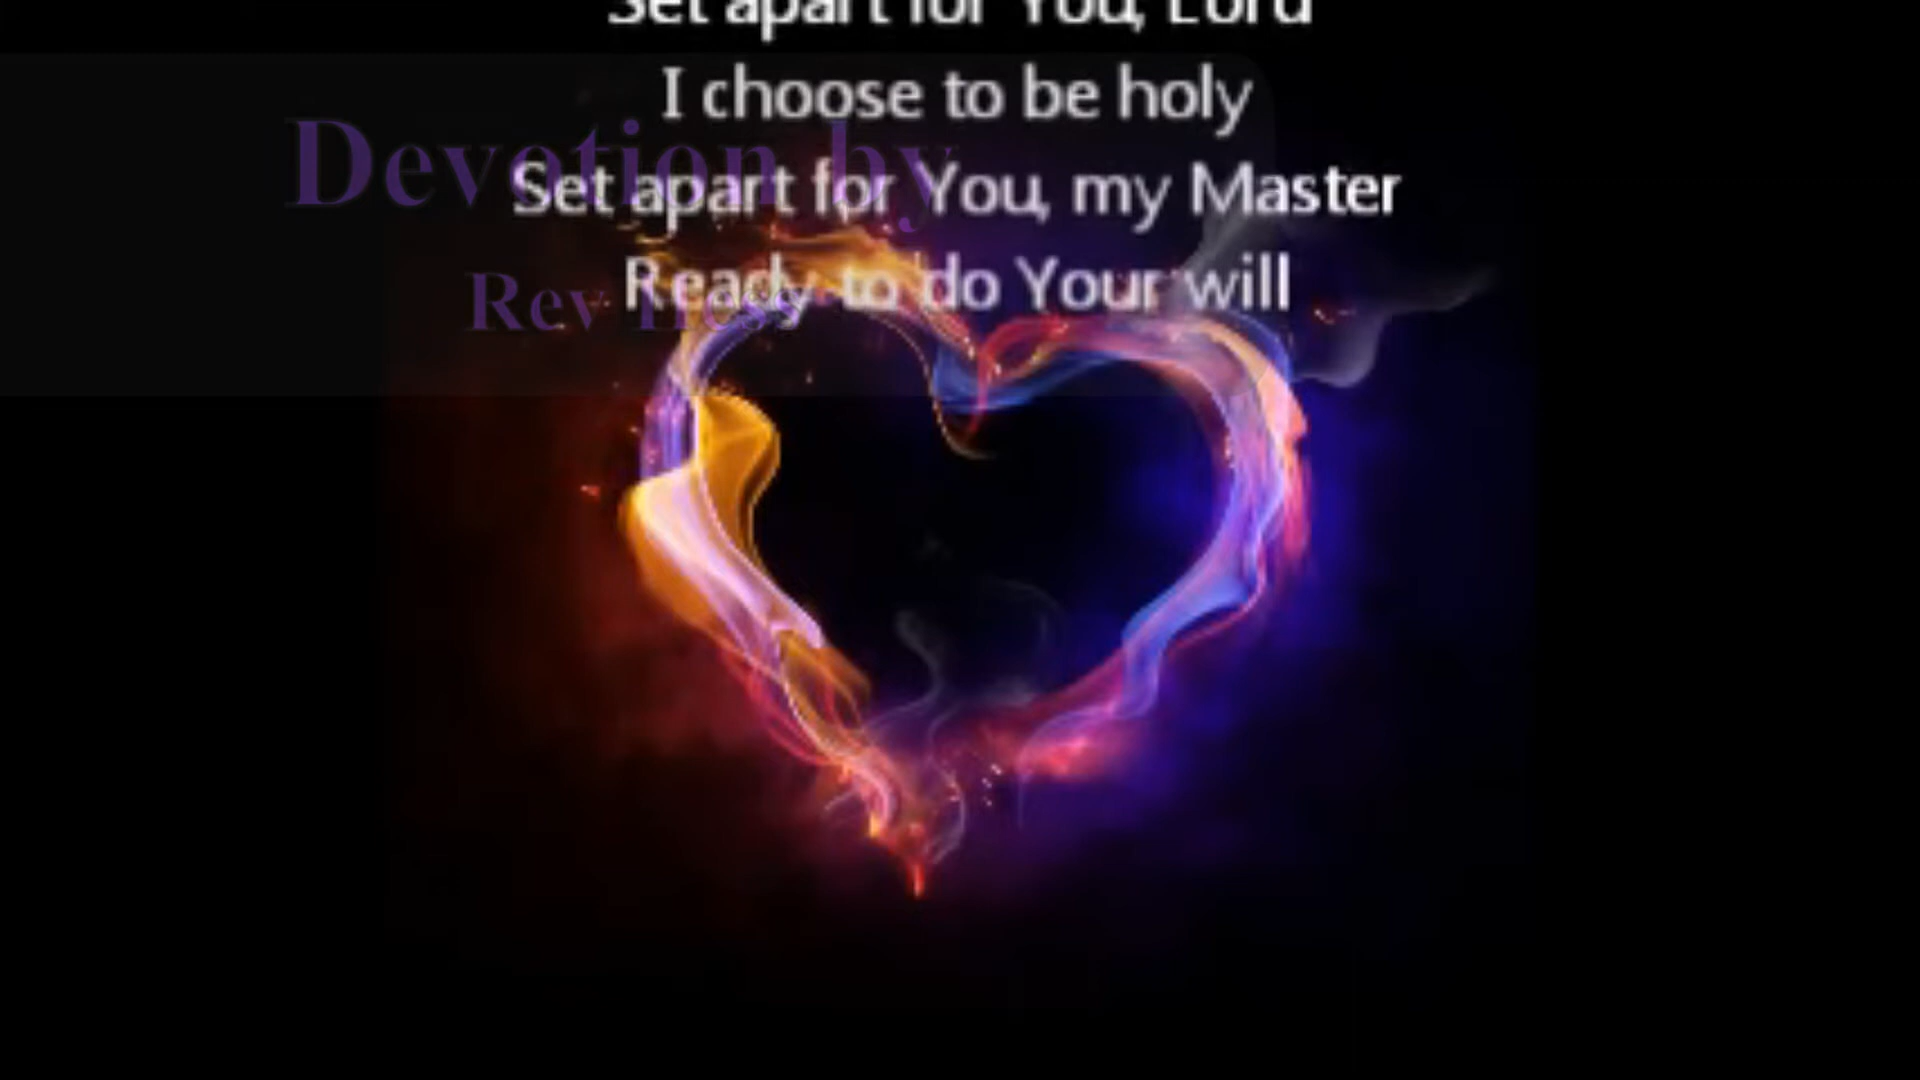 Set apart for You, Lord
I choose to be holy
Set apart for You, my Master
Ready to do Your will
Devotion by
Rev Hess